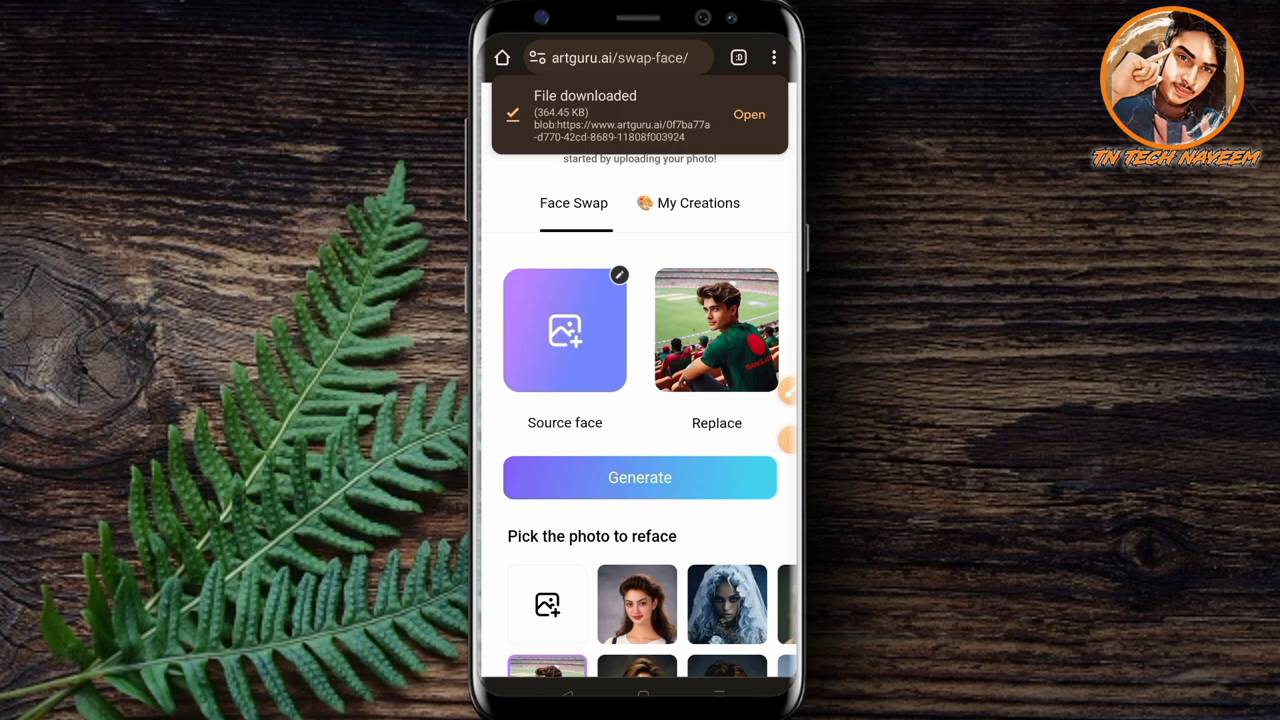 artguru.ai/swap-face/
:D
File downloaded
(364.45 KB)
blob:https://www.artguru.ai/0f7ba77a
-d770-42cd-8689-11808f003924
Open
started by uploading your photo!
Face Swap
🎨 My Creations
Source face
Replace
Generate
Pick the photo to reface
TN TECH NAYEEM